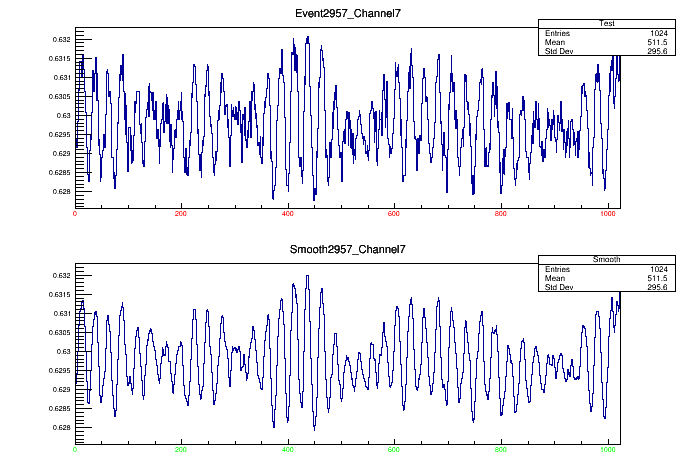 Event2957_Channel7
Test
Entries 1024
Mean 511.5
Std Dev 295.6
0.632
0.6315
0.631
0.6305
0.63
0.6295
0.629
0.6285
0.628
0 200 400 600 800 1000
Smooth2957_Channel7
Smooth
Entries 1024
Mean 511.5
Std Dev 295.6
0.632
0.6315
0.631
0.6305
0.63
0.6295
0.629
0.6285
0.628
0 200 400 600 800 1000